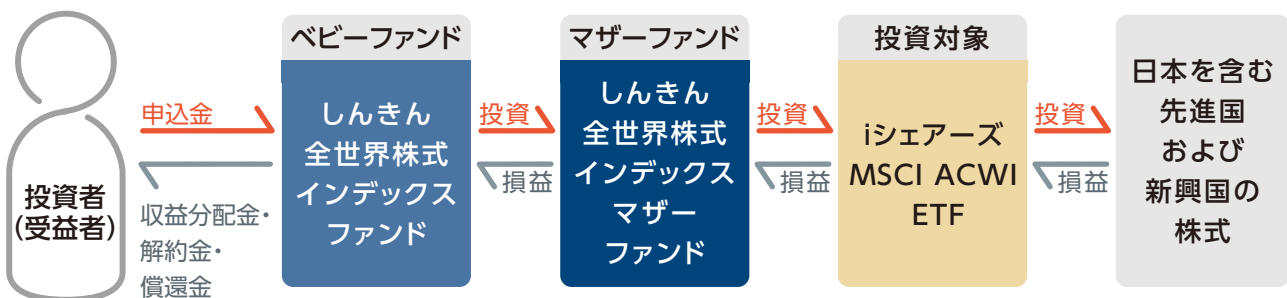 投資者
(受益者)
申込金
収益分配金・
解約金・
償還金
ベビーファンド
しんきん
全世界株式
インデックス
ファンド
投資
損益
マザーファンド
しんきん
全世界株式
インデックス
マザー
ファンド
投資
損益
投資対象
iシェアーズ
MSCI ACWI
ETF
投資
損益
日本を含む
先進国
および
新興国の
株式